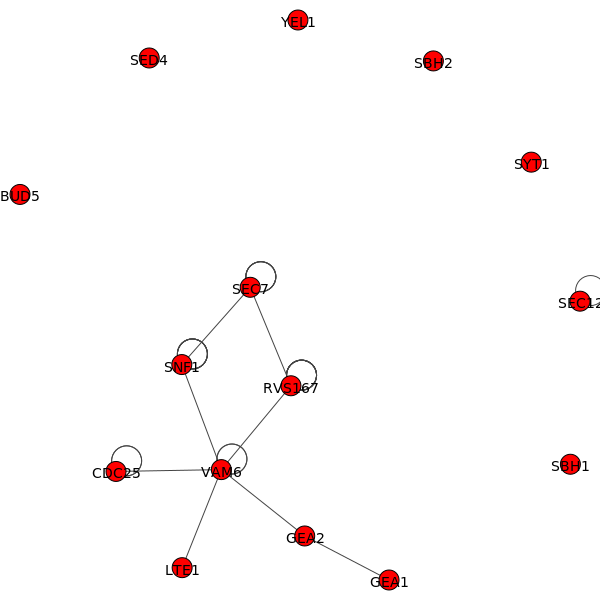 YEL1
SED4
SBH2
SYT1
BUD5
SEC7
SEC12
SNF1
RVS167
SBH1
CDC25
VAM6
GEA2
LTE1
GEA1